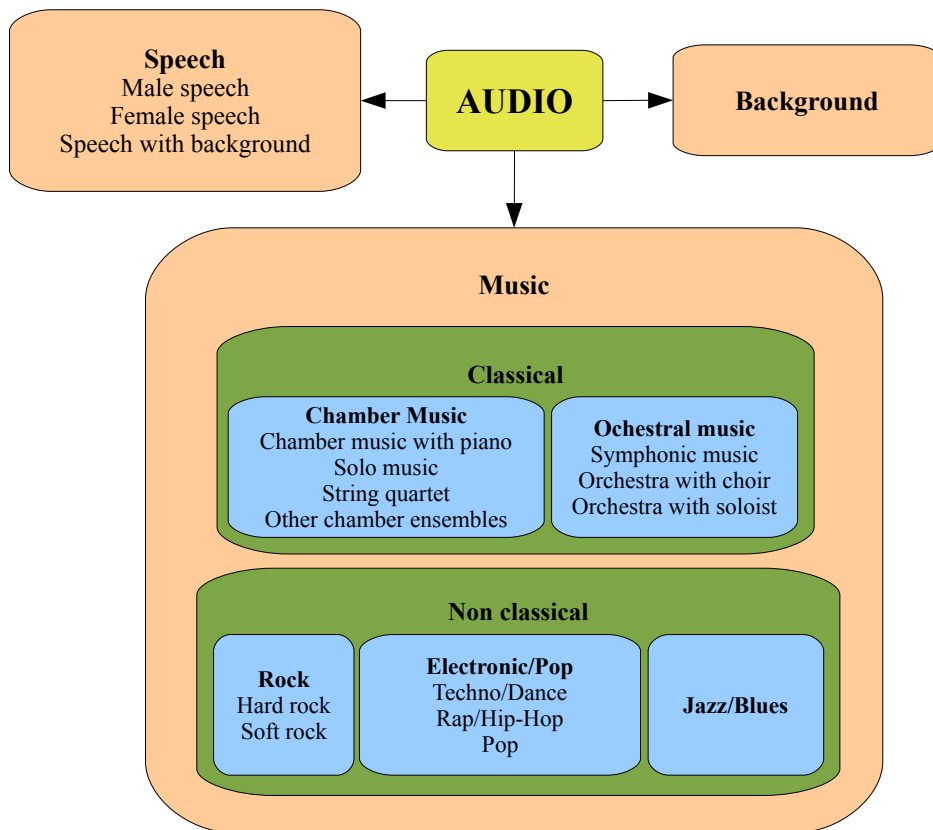 Speech
Male speech
Female speech
Speech with background
AUDIO
Background
Music
Classical
Chamber Music
Chamber music with piano
Solo music
String quartet
Other chamber ensembles
Ochestral music
Symphonic music
Orchestra with choir
Orchestra with soloist
Non classical
Rock
Hard rock
Soft rock
Electronic/Pop
Techno/Dance
Rap/Hip-Hop
Pop
Jazz/Blues